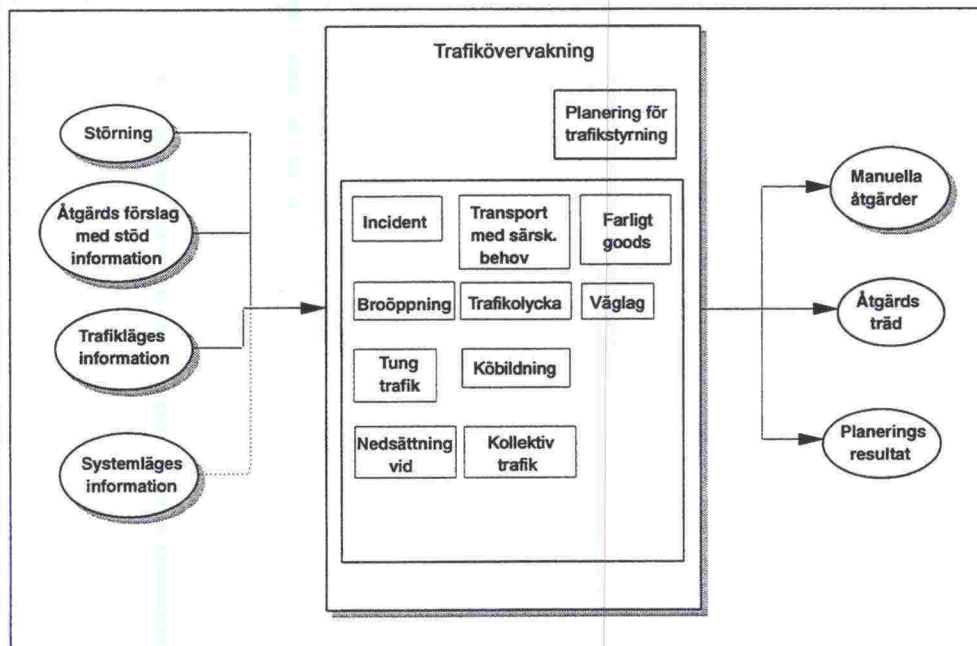 Trafikövervakning
Planering för
trafikstyrning
Störning
Åtgärds förslag
med stöd
information
Trafikläges
information
Systemläges
information
Incident
Transport
med särsk.
behov
Farligt
goods
Broöppning
Trafikolycka
Väglag
Tung
trafik
Köbildning
Nedsättning
vid
Kollektiv
trafik
Manuella
åtgärder
Åtgärds
träd
Planerings
resultat